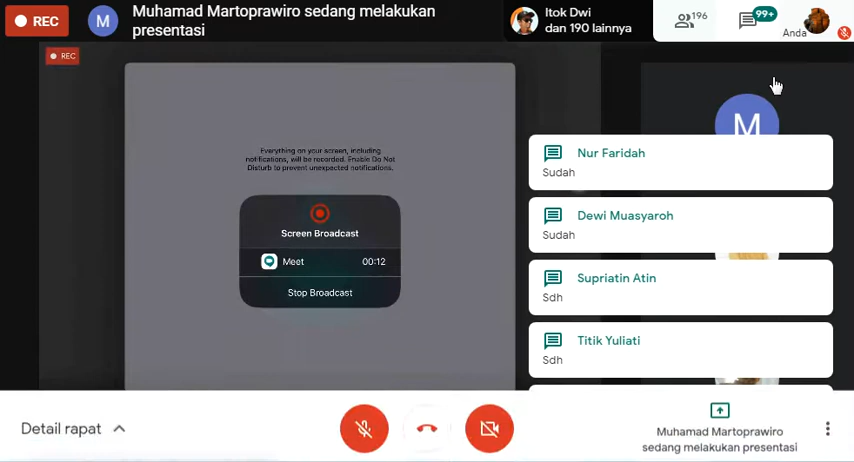 REC
M
Muhamad Martoprawiro sedang melakukan
presentasi
Itok Dwi
dan 190 lainnya
196
99+
Anda
REC
Everything on your screen, including
notifications, will be recorded. Enable Do Not
Disturb to prevent unexpected notifications.
Screen Broadcast
Meet 00:12
Stop Broadcast
M
Nur Faridah
Sudah
Dewi Muasyaroh
Sudah
Supriatin Atin
Sdh
Titik Yuliati
Sdh
Detail rapat
Muhamad Martoprawiro
sedang melakukan presentasi